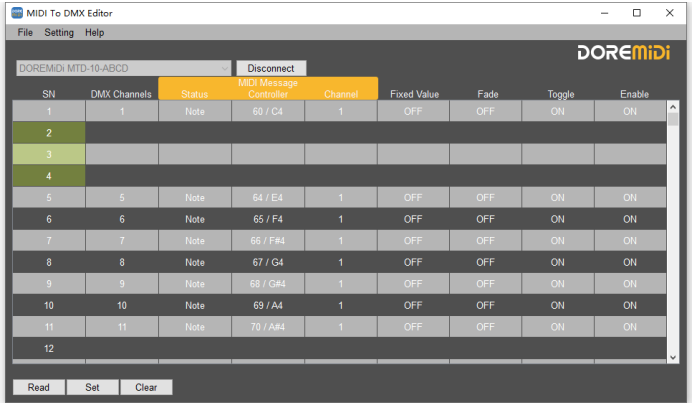 MIDI To DMX Editor
File Setting Help
DOREMiDi
DOREMiDi MTD-10-ABCD Disconnect
MIDI Message
SN DMX Channels Status Controller Channel Fixed Value Fade Toggle Enable
1 1 Note 60 / C4 1 OFF OFF ON ON
2
3
4
5 5 Note 64 / E4 1 OFF OFF ON ON
6 6 Note 65 / F4 1 OFF OFF ON ON
7 7 Note 66 / F#4 1 OFF OFF ON ON
8 8 Note 67 / G4 1 OFF OFF ON ON
9 9 Note 68 / G#4 1 OFF OFF ON ON
10 10 Note 69 / A4 1 OFF OFF ON ON
11 11 Note 70 / A#4 1 OFF OFF ON ON
12
Read Set Clear